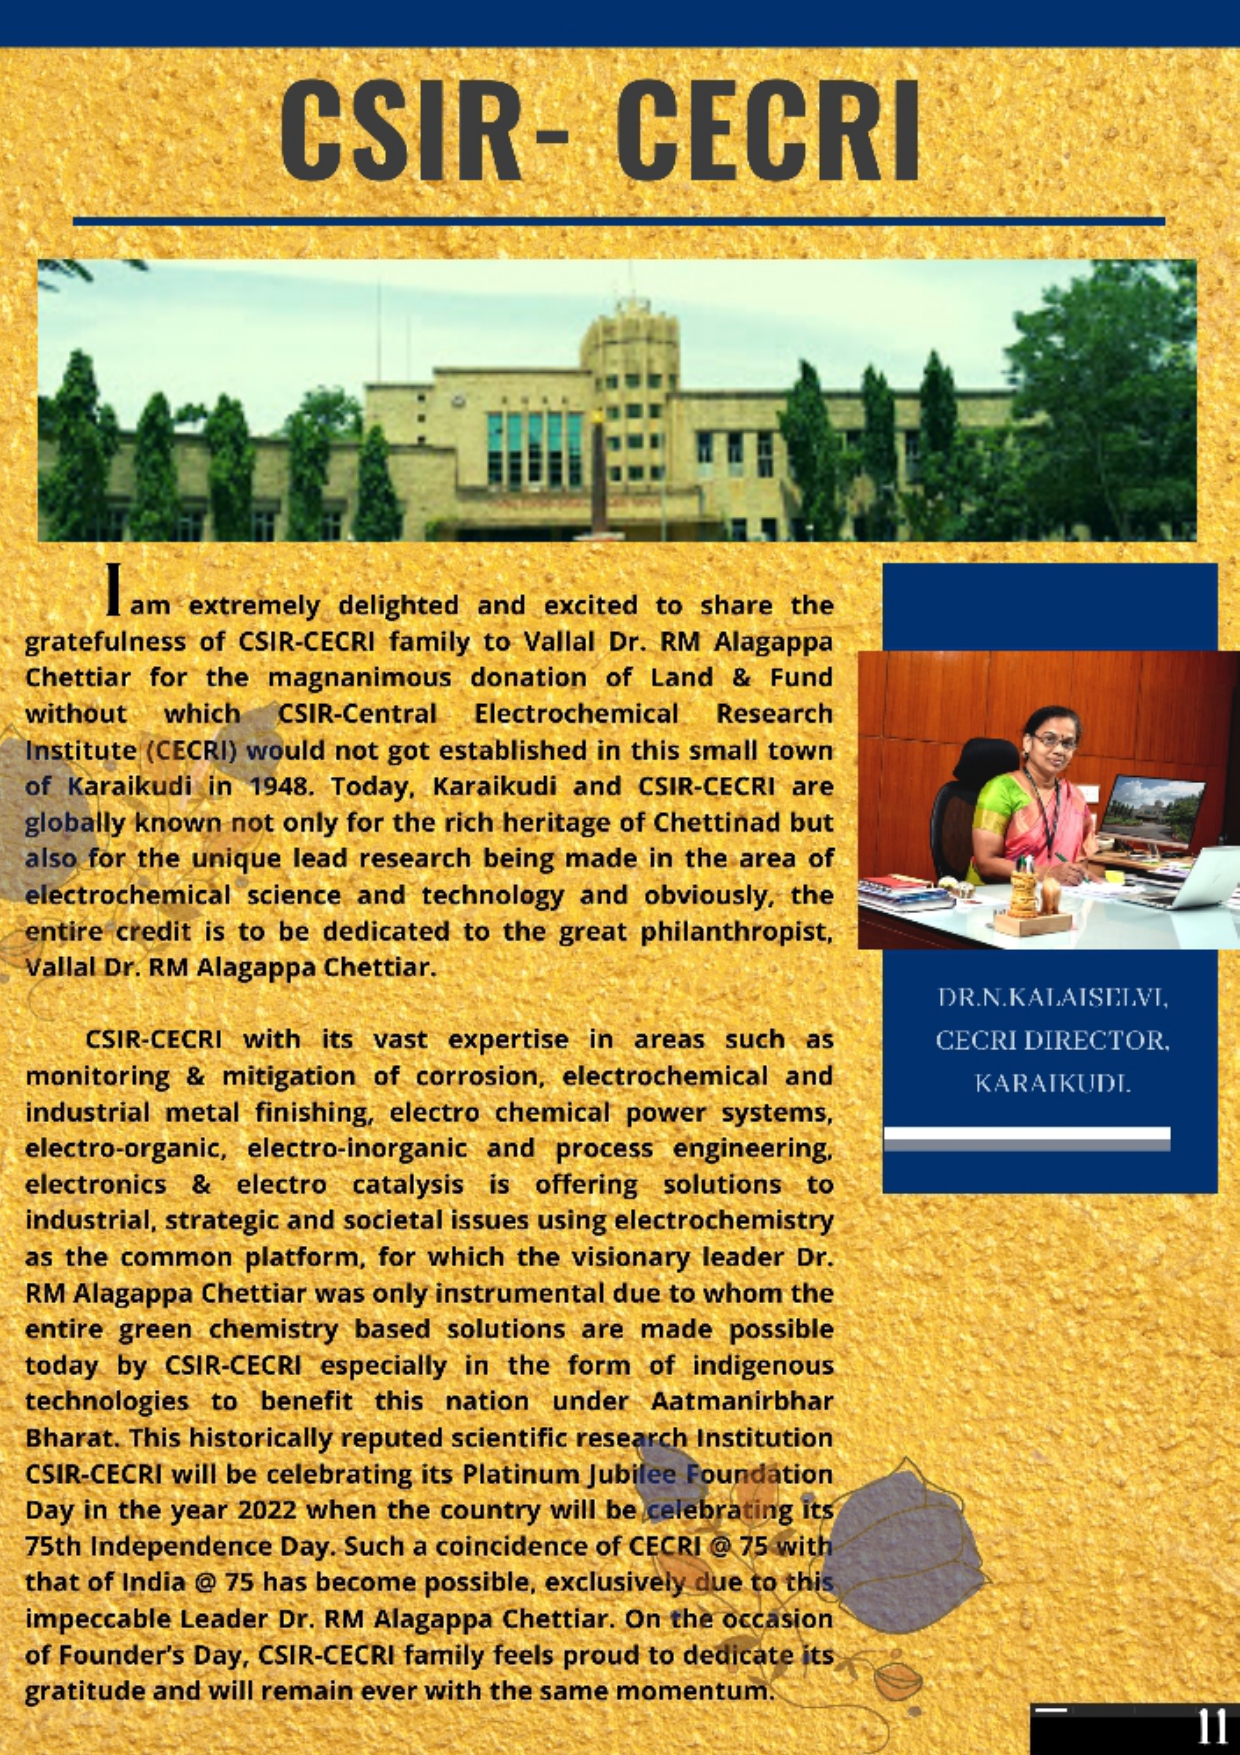 CSIR- CECRI
I am extremely delighted and excited to share the
gratefulness of CSIR-CECRI family to Vallal Dr. RM Alagappa
Chettiar for the magnanimous donation of Land & Fund
without which CSIR-Central Electrochemical Research
Institute (CECRI) would not got established in this small town
of Karaikudi in 1948. Today, Karaikudi and CSIR-CECRI are
globally known not only for the rich heritage of Chettinad but
also for the unique lead research being made in the area of
electrochemical science and technology and obviously, the
entire credit is to be dedicated to the great philanthropist,
Vallal Dr. RM Alagappa Chettiar.
CSIR-CECRI with its vast expertise in areas such as
monitoring & mitigation of corrosion, electrochemical and
industrial metal finishing, electro chemical power systems,
electro-organic, electro-inorganic and process engineering,
electronics & electro catalysis is offering solutions to
industrial, strategic and societal issues using electrochemistry
as the common platform, for which the visionary leader Dr.
RM Alagappa Chettiar was only instrumental due to whom the
entire green chemistry based solutions are made possible
today by CSIR-CECRI especially in the form of indigenous
technologies to benefit this nation under Aatmanirbhar
Bharat. This historically reputed scientific research Institution
CSIR-CECRI will be celebrating its Platinum Jubilee Foundation
Day in the year 2022 when the country will be celebrating its
75th Independence Day. Such a coincidence of CECRI @ 75 with
that of India @ 75 has become possible, exclusively due to this
impeccable Leader Dr. RM Alagappa Chettiar. On the occasion
of Founder's Day, CSIR-CECRI family feels proud to dedicate its
gratitude and will remain ever with the same momentum.
DR.N.KALAISELVI,
CECRI DIRECTOR,
KARAIKUDI.
11